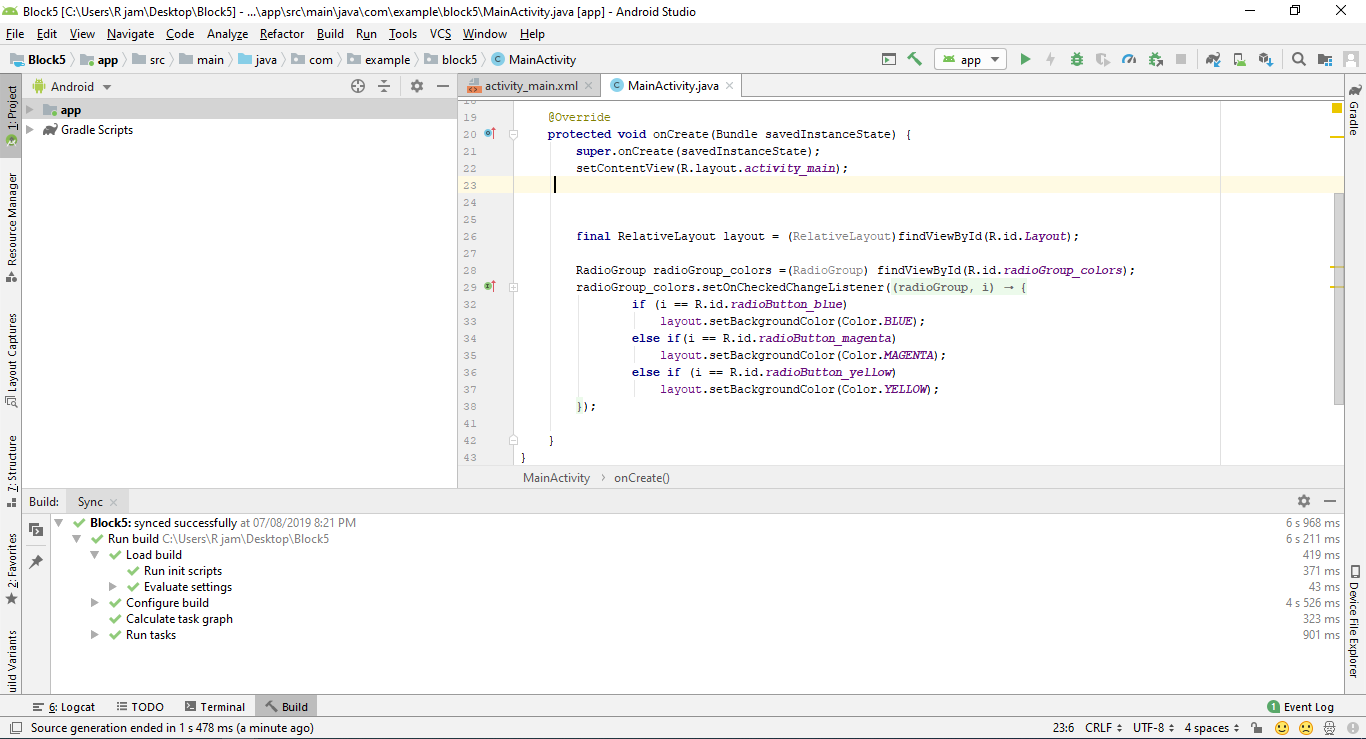 Block5 [C:\Users\R jam\Desktop\Block5] - ...\app\src\main\java\com\example\block5\MainActivity.java [app] - Android Studio
File Edit View Navigate Code Analyze Refactor Build Run Tools VCS Window Help
Block5 app src main java com example block5 MainActivity app
1: Project
Resource Manager
Layout Captures
7: Structure
2: Favorites
uild Variants
Android
app
Gradle Scripts
activity_main.xml MainActivity.java
18
19 @Override
20 protected void onCreate(Bundle savedInstanceState) {
21 super.onCreate(savedInstanceState);
22 setContentView(R.layout.activity_main);
23
24
25
26 final RelativeLayout layout = (RelativeLayout)findViewById(R.id.Layout);
27
28 RadioGroup radioGroup_colors =(RadioGroup) findViewById(R.id.radioGroup_colors);
29 radioGroup_colors.setOnCheckedChangeListener((radioGroup, i) → {
32 if (i == R.id.radioButton_blue)
33 layout.setBackgroundColor(Color.BLUE);
34 else if(i == R.id.radioButton_magenta)
35 layout.setBackgroundColor(Color.MAGENTA);
36 else if (i == R.id.radioButton_yellow)
37 layout.setBackgroundColor(Color.YELLOW);
38 });
41
42 }
43 }
MainActivity onCreate()
Gradle
Device File Explorer
Build: Sync
Block5: synced successfully at 07/08/2019 8:21 PM 6 s 968 ms
Run build C:\Users\R jam\Desktop\Block5 6 s 211 ms
Load build 419 ms
Run init scripts 371 ms
Evaluate settings 43 ms
Configure build 4 s 526 ms
Calculate task graph 323 ms
Run tasks 901 ms
6: Logcat TODO Terminal Build 1 Event Log
Source generation ended in 1 s 478 ms (a minute ago) 23:6 CRLF UTF-8 4 spaces